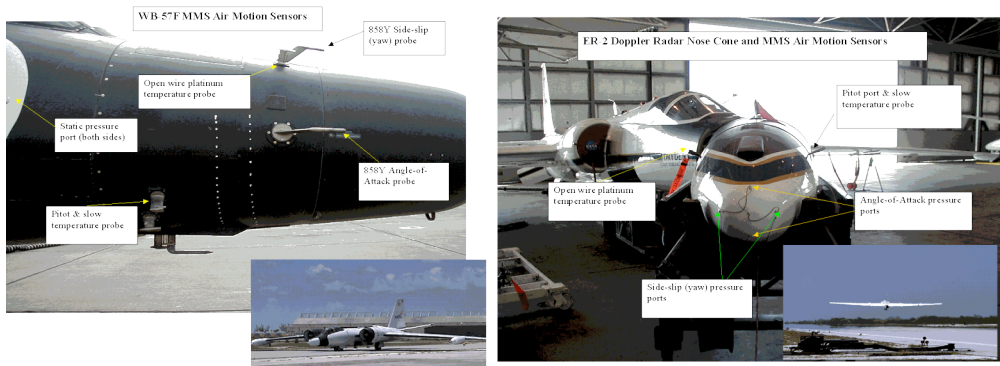 WB-57F MMS Air Motion Sensors
858Y Side-slip
(yaw) probe
Open wire platinum
temperature probe
Static pressure
port (both sides)
858Y Angle-of-
Attack probe
Pitot & slow
temperature probe
ER-2 Doppler Radar Nose Cone and MMS Air Motion Sensors
Pitot port & slow
temperature probe
Open wire platinum
temperature probe
Angle-of-Attack pressure
ports
Side-slip (yaw) pressure
ports